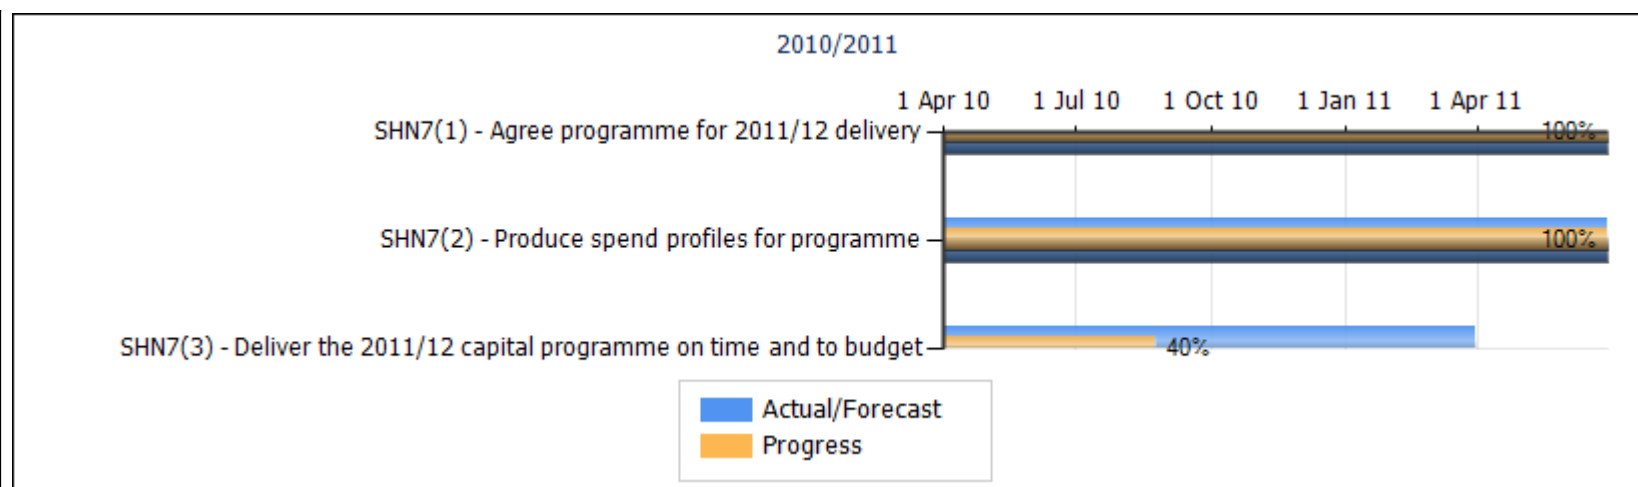 2010/2011
1 Apr 10 1 Jul 10 1 Oct 10 1 Jan 11 1 Apr 11
SHN7(1) - Agree programme for 2011/12 delivery 100%
SHN7(2) - Produce spend profiles for programme 100%
SHN7(3) - Deliver the 2011/12 capital programme on time and to budget 40%
Actual/Forecast
Progress